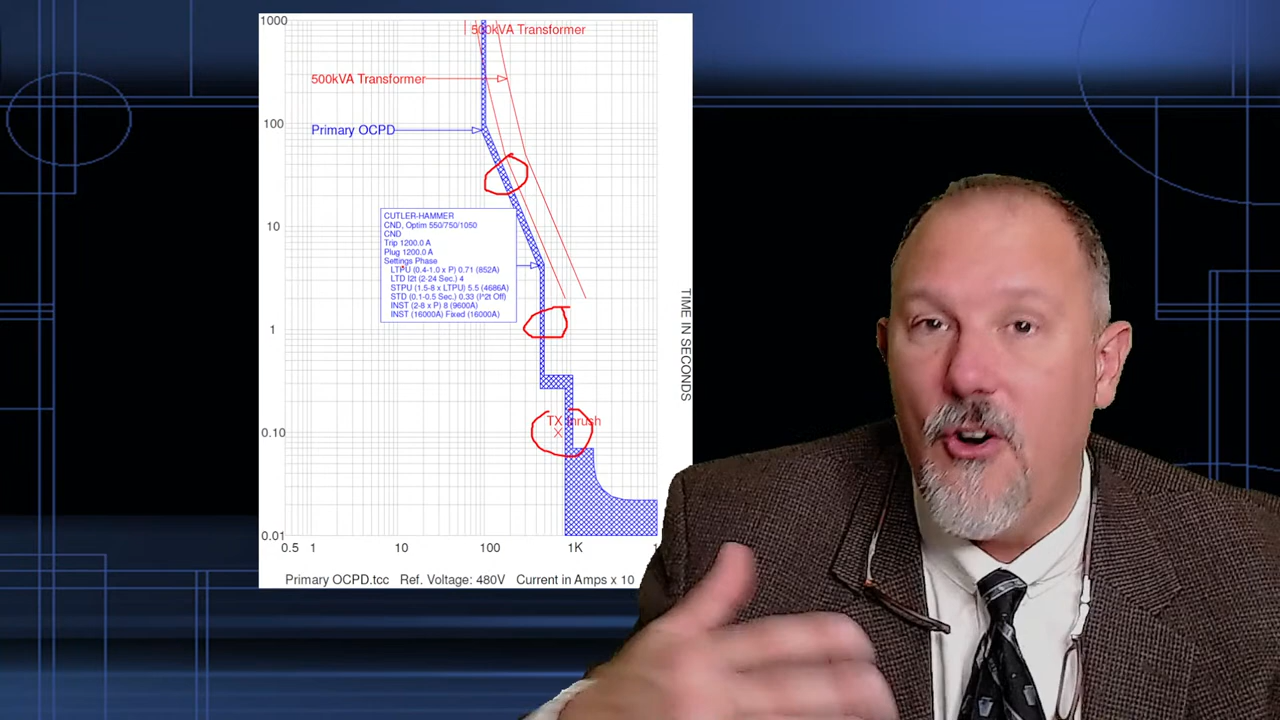 1000
500kVA Transformer
500kVA Transformer
100
Primary OCPD
10
CUTLER-HAMMER
CND, Optim 550/750/1050
CND
Trip 1200.0 A
Plug 1200.0 A
Settings Phase
LTPU (0.4-1.0 x P) 0.71 (852A)
LTD I2t (2-24 Sec.) 4
STPU (1.5-8 x LTPU) 5.5 (4686A)
STD (0.1-0.5 Sec.) 0.33 (I^2t Off)
INST (2-8 x P) 8 (9600A)
INST (16000A) Fixed (16000A)
TIME IN SECONDS
1
TX Inrush
0.10
0.01
0.5 1 10 100 1K 1
Primary OCPD.tcc Ref. Voltage: 480V Current in Amps x 10